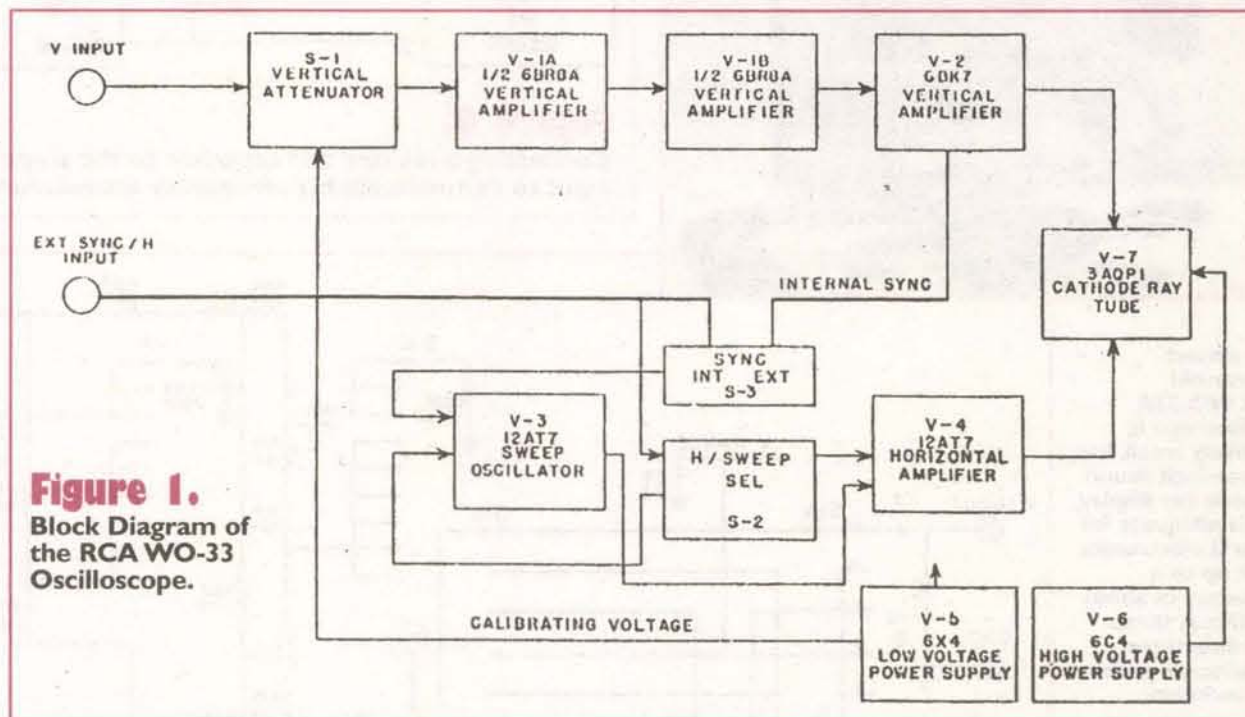 V INPUT
S-1
VERTICAL
ATTENUATOR
V-1A
1/2 6BR8A
VERTICAL
AMPLIFIER
V-1B
1/2 6BR8A
VERTICAL
AMPLIFIER
V-2
6BK7
VERTICAL
AMPLIFIER
EXT SYNC/H
INPUT
INTERNAL SYNC
V-7
3AQP1
CATHODE RAY
TUBE
SYNC
INT EXT
S-3
V-3
12AT7
SWEEP
OSCILLATOR
H/SWEEP
SEL
S-2
V-4
12AT7
HORIZONTAL
AMPLIFIER
Figure 1.
Block Diagram of
the RCA WO-33
Oscilloscope.
CALIBRATING VOLTAGE
V-5
6X4
LOW VOLTAGE
POWER SUPPLY
V-6
6C4
HIGH VOLTAGE
POWER SUPPLY